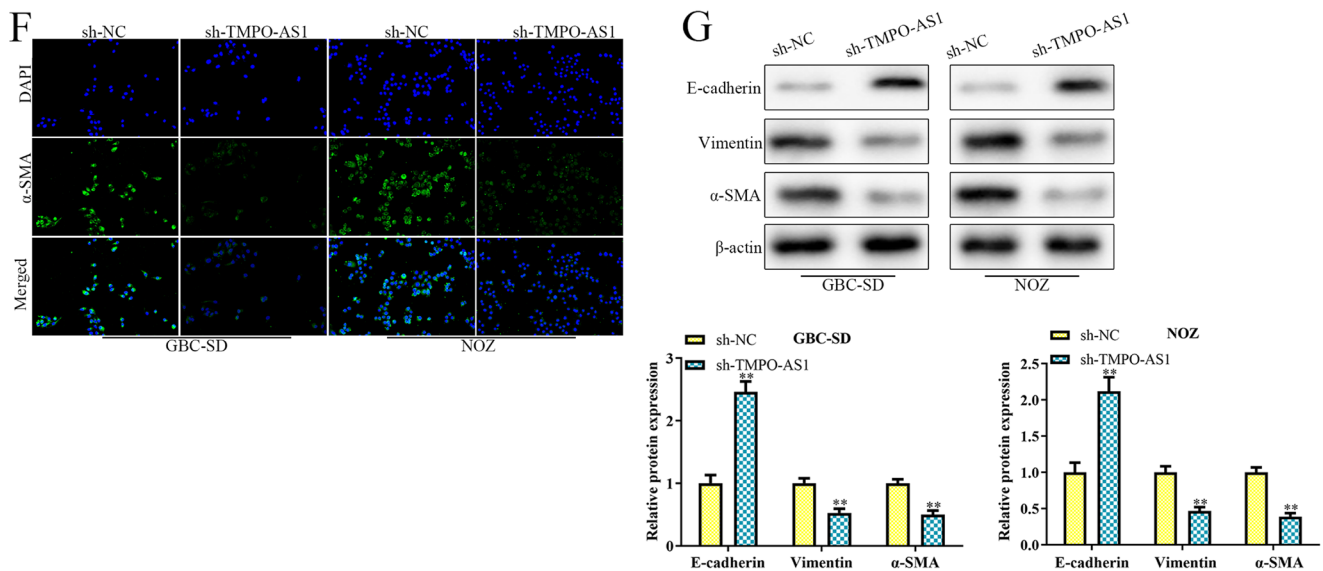 F
sh-NC sh-TMPO-AS1 sh-NC sh-TMPO-AS1
DAPI
α-SMA
Merged
GBC-SD NOZ
G
sh-NC sh-TMPO-AS1 sh-NC sh-TMPO-AS1
E-cadherin
Vimentin
α-SMA
β-actin
GBC-SD NOZ
sh-NC GBC-SD
sh-TMPO-AS1
Relative protein expression
3
2
1
0
** ** **
E-cadherin Vimentin α-SMA
sh-NC NOZ
sh-TMPO-AS1
Relative protein expression
2.5
2.0
1.5
1.0
0.5
0.0
** ** **
E-cadherin Vimentin α-SMA